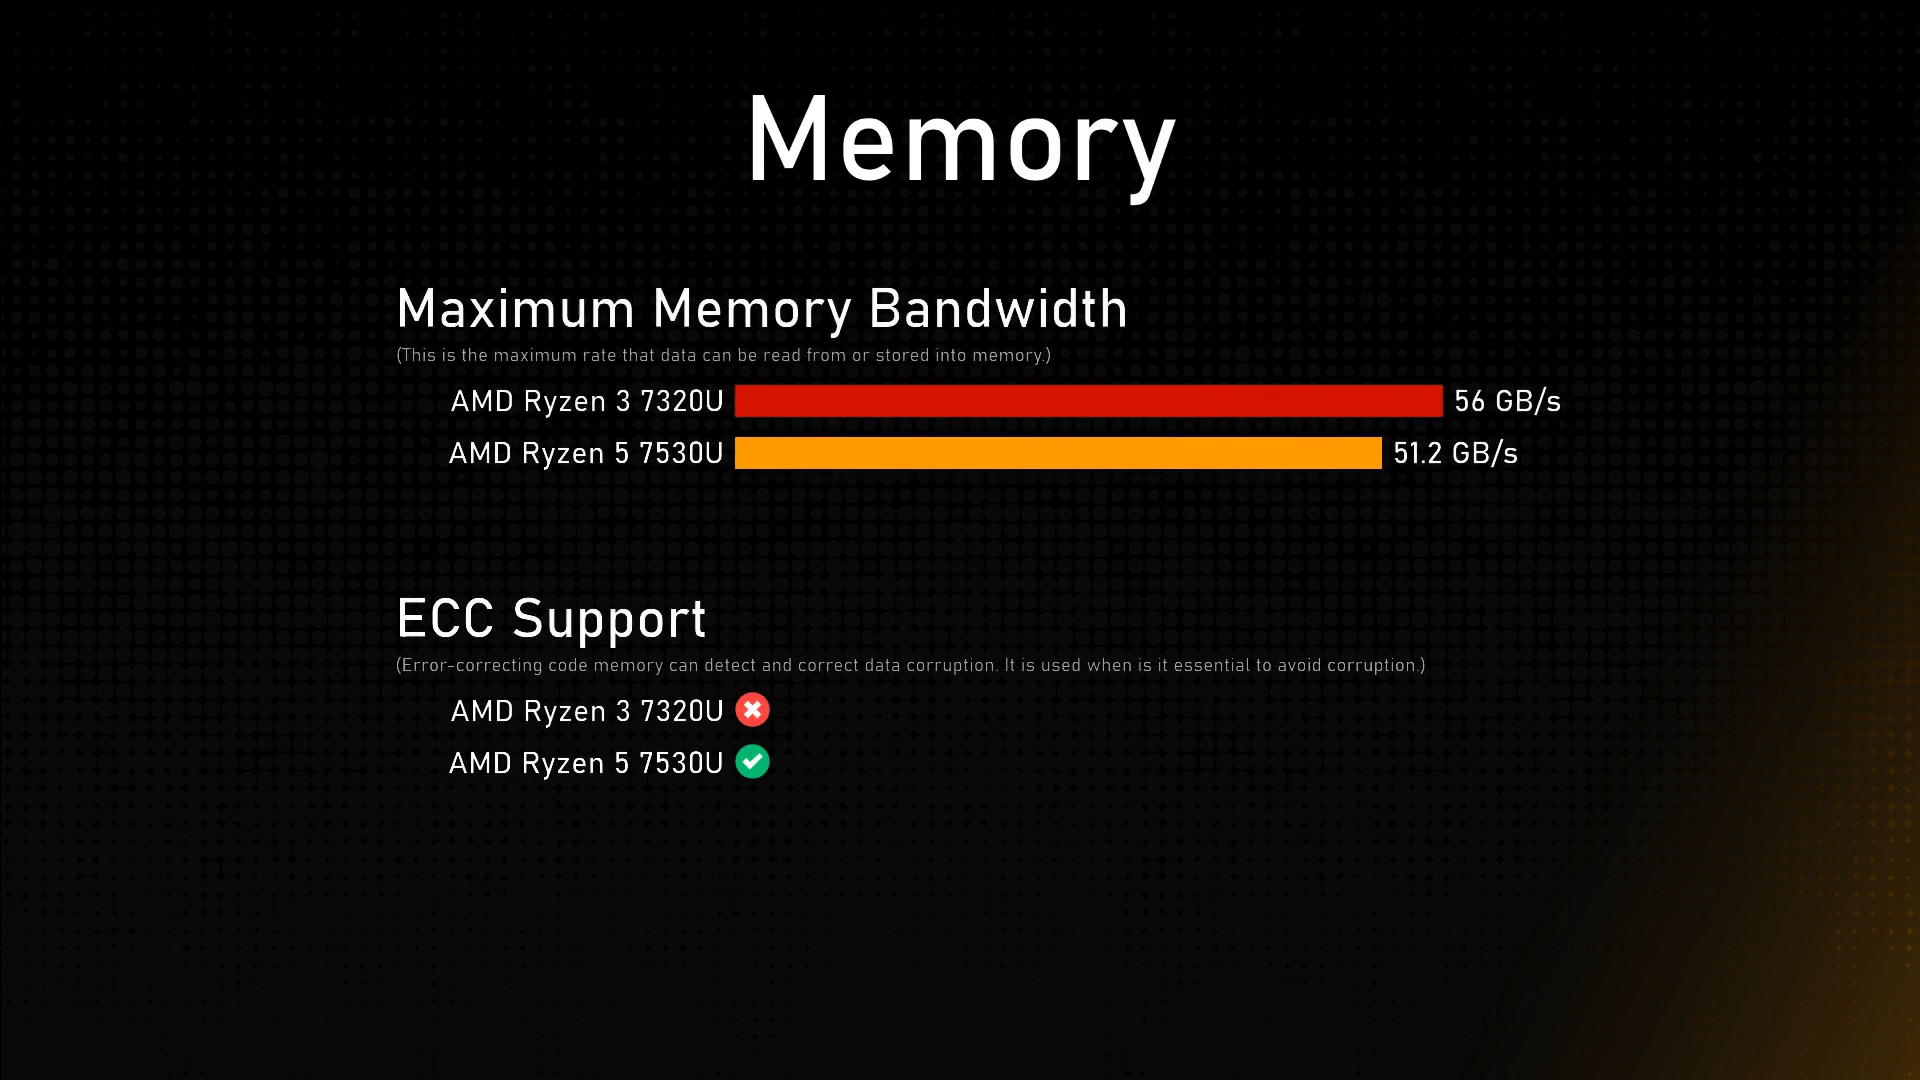 Memory
Maximum Memory Bandwidth
(This is the maximum rate that data can be read from or stored into memory.)
AMD Ryzen 3 7320U 56 GB/s
AMD Ryzen 5 7530U 51.2 GB/s
ECC Support
(Error-correcting code memory can detect and correct data corruption. It is used when is it essential to avoid corruption.)
AMD Ryzen 3 7320U
AMD Ryzen 5 7530U